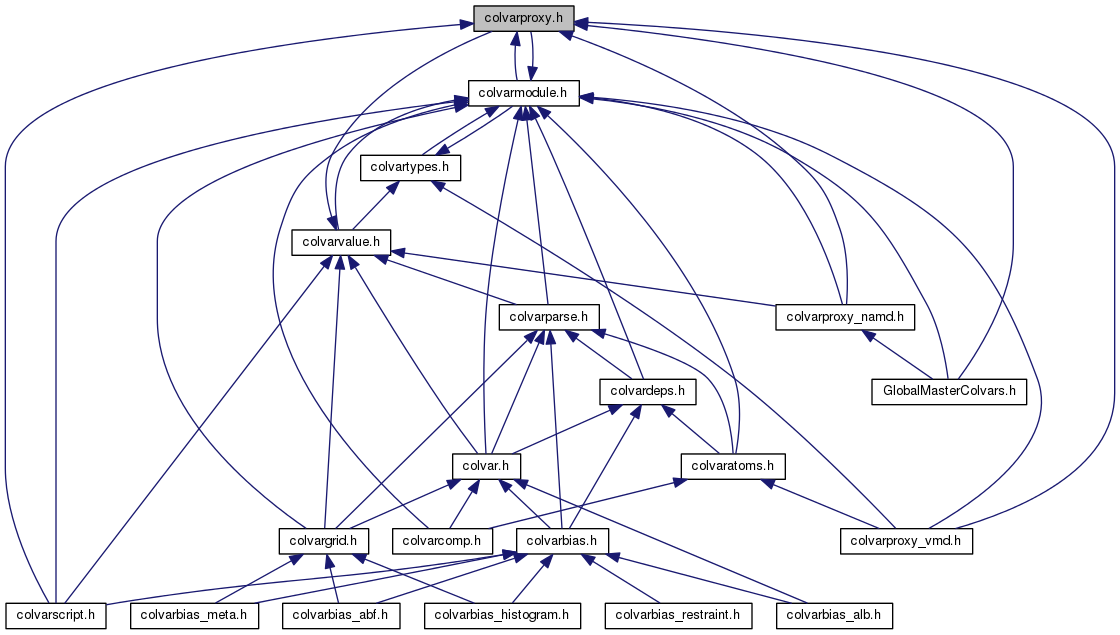 colvarproxy.h
colvarmodule.h
colvartypes.h
colvarvalue.h
colvarparse.h
colvarproxy_namd.h
colvardeps.h
GlobalMasterColvars.h
colvar.h
colvaratoms.h
colvargrid.h
colvarcomp.h
colvarbias.h
colvarproxy_vmd.h
colvarscript.h
colvarbias_meta.h
colvarbias_abf.h
colvarbias_histogram.h
colvarbias_restraint.h
colvarbias_alb.h